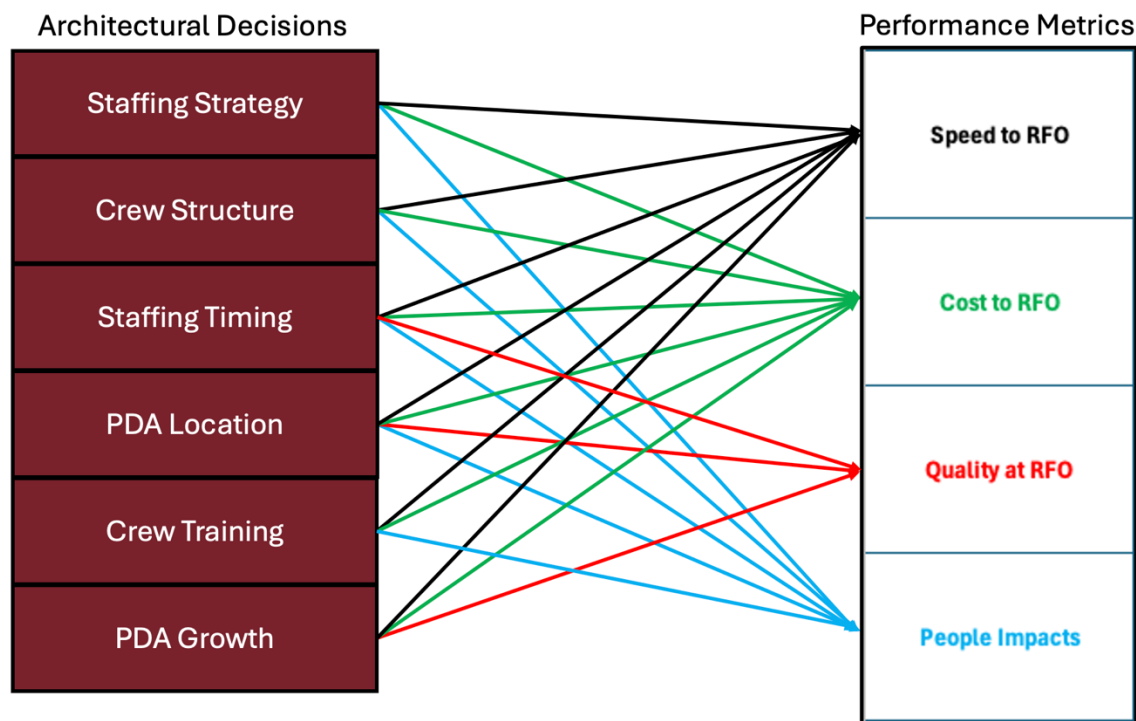 Architectural Decisions
Performance Metrics
Staffing Strategy
Crew Structure
Staffing Timing
PDA Location
Crew Training
PDA Growth
Speed to RFO
Cost to RFO
Quality at RFO
People Impacts